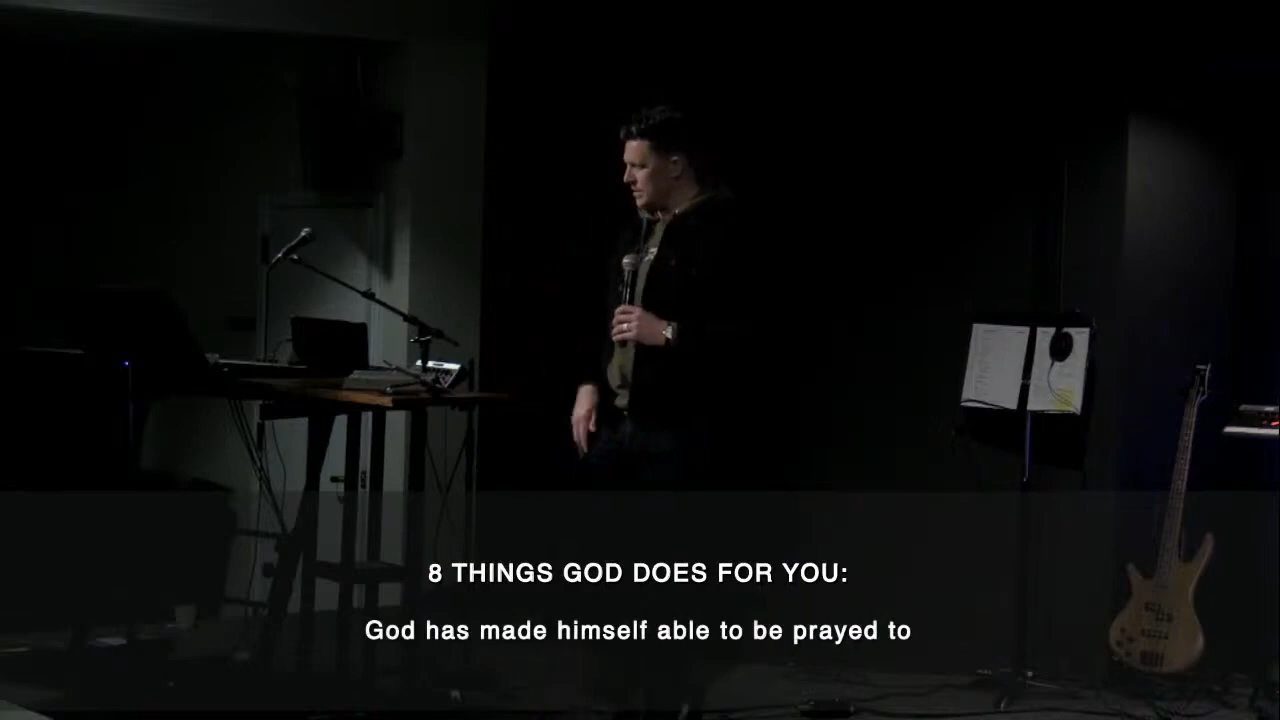 8 THINGS GOD DOES FOR YOU:
God has made himself able to be prayed to